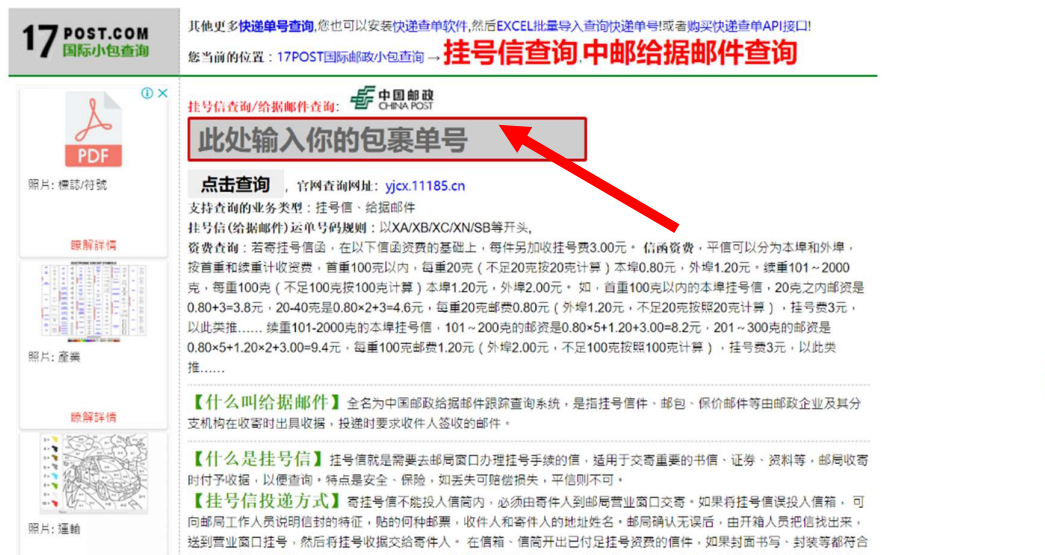 17 POST.COM
国际小包查询
其他更多快递单号查询,您也可以安装快递查单软件,然后EXCEL批量导入查询快递单号!或者购买快递查单API接口!
您当前的位置：17POST国际邮政小包查询→挂号信查询,中邮给据邮件查询
PDF
照片: 標誌/符號
瞭解詳情
照片: 產業
瞭解詳情
照片: 運輸
挂号信查询/给据邮件查询:
中国邮政
CHINA POST
此处输入你的包裹单号
点击查询 ，官网查询网址：yjcx.11185.cn
支持查询的业务类型：挂号信、给据邮件
挂号信(给据邮件)运单号码规则：以XA/XB/XC/XN/SB等开头,
资费查询：若寄挂号信函，在以下信函资费的基础上，每件另加收挂号费3.00元。 信函资费，平信可以分为本埠和外埠，
按首重和续重计收资费，首重100克以内，每重20克（不足20克按20克计算）本埠0.80元，外埠1.20元。续重101～2000
克，每重100克（不足100克按100克计算）本埠1.20元，外埠2.00元。 如，首重100克以内的本埠挂号信，20克之内邮资是
0.80+3=3.8元，20-40克是0.80×2+3=4.6元，每重20克邮费0.80元（外埠1.20元，不足20克按照20克计算），挂号费3元，
以此类推…… 续重101-2000克的本埠挂号信，101～200克的邮资是0.80×5+1.20+3.00=8.2元，201～300克的邮资是
0.80×5+1.20×2+3.00=9.4元，每重100克邮费1.20元（外埠2.00元，不足100克按照100克计算），挂号费3元，以此类
推……
【什么叫给据邮件】全名为中国邮政给据邮件跟踪查询系统，是指挂号信件、邮包、保价邮件等由邮政企业及其分
支机构在收寄时出具收据，投递时要求收件人签收的邮件。
【什么是挂号信】挂号信就是需要去邮局窗口办理挂号手续的信，适用于交寄重要的书信、证券、资料等，邮局收寄
时付予收据，以便查询。特点是安全、保险，如丢失可赔偿损失，平信则不可。
【挂号信投递方式】寄挂号信不能投入信筒内，必须由寄件人到邮局营业窗口交寄。如果将挂号信误投入信箱， 可
向邮局工作人员说明信封的特征，贴的何种邮票，收件人和寄件人的地址姓名。邮局确认无误后，由开箱人员把信找出来，
送到营业窗口挂号，然后将挂号收据交给寄件人。 在信箱、信筒开出已付足挂号资费的信件，如果封面书写、封装等都符合